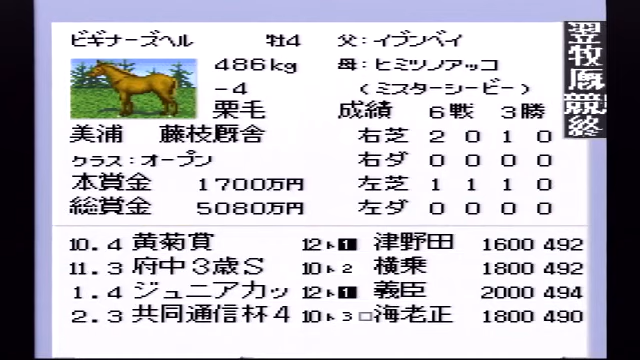 ビギナーズヘル 牡4 父：イブンベイ
486kg 母：ヒミツノアッコ
-4 （ミスターシービー）
栗毛 成績 6戦 3勝
美浦 藤枝厩舎 右芝 2 0 1 0
クラス：オープン 右ダ 0 0 0 0
本賞金 1700万円 左芝 1 1 1 0
総賞金 5080万円 左ダ 0 0 0 0
10.4 黄菊賞 12ト1 津野田 1600 492
11.3 府中3歳S 10ト2 横乗 1800 492
1.4 ジュニアカッ 12ト1 義臣 2000 494
2.3 共同通信杯4 10ト3 □海老正 1800 490
翌
牧
厩
競馬
終